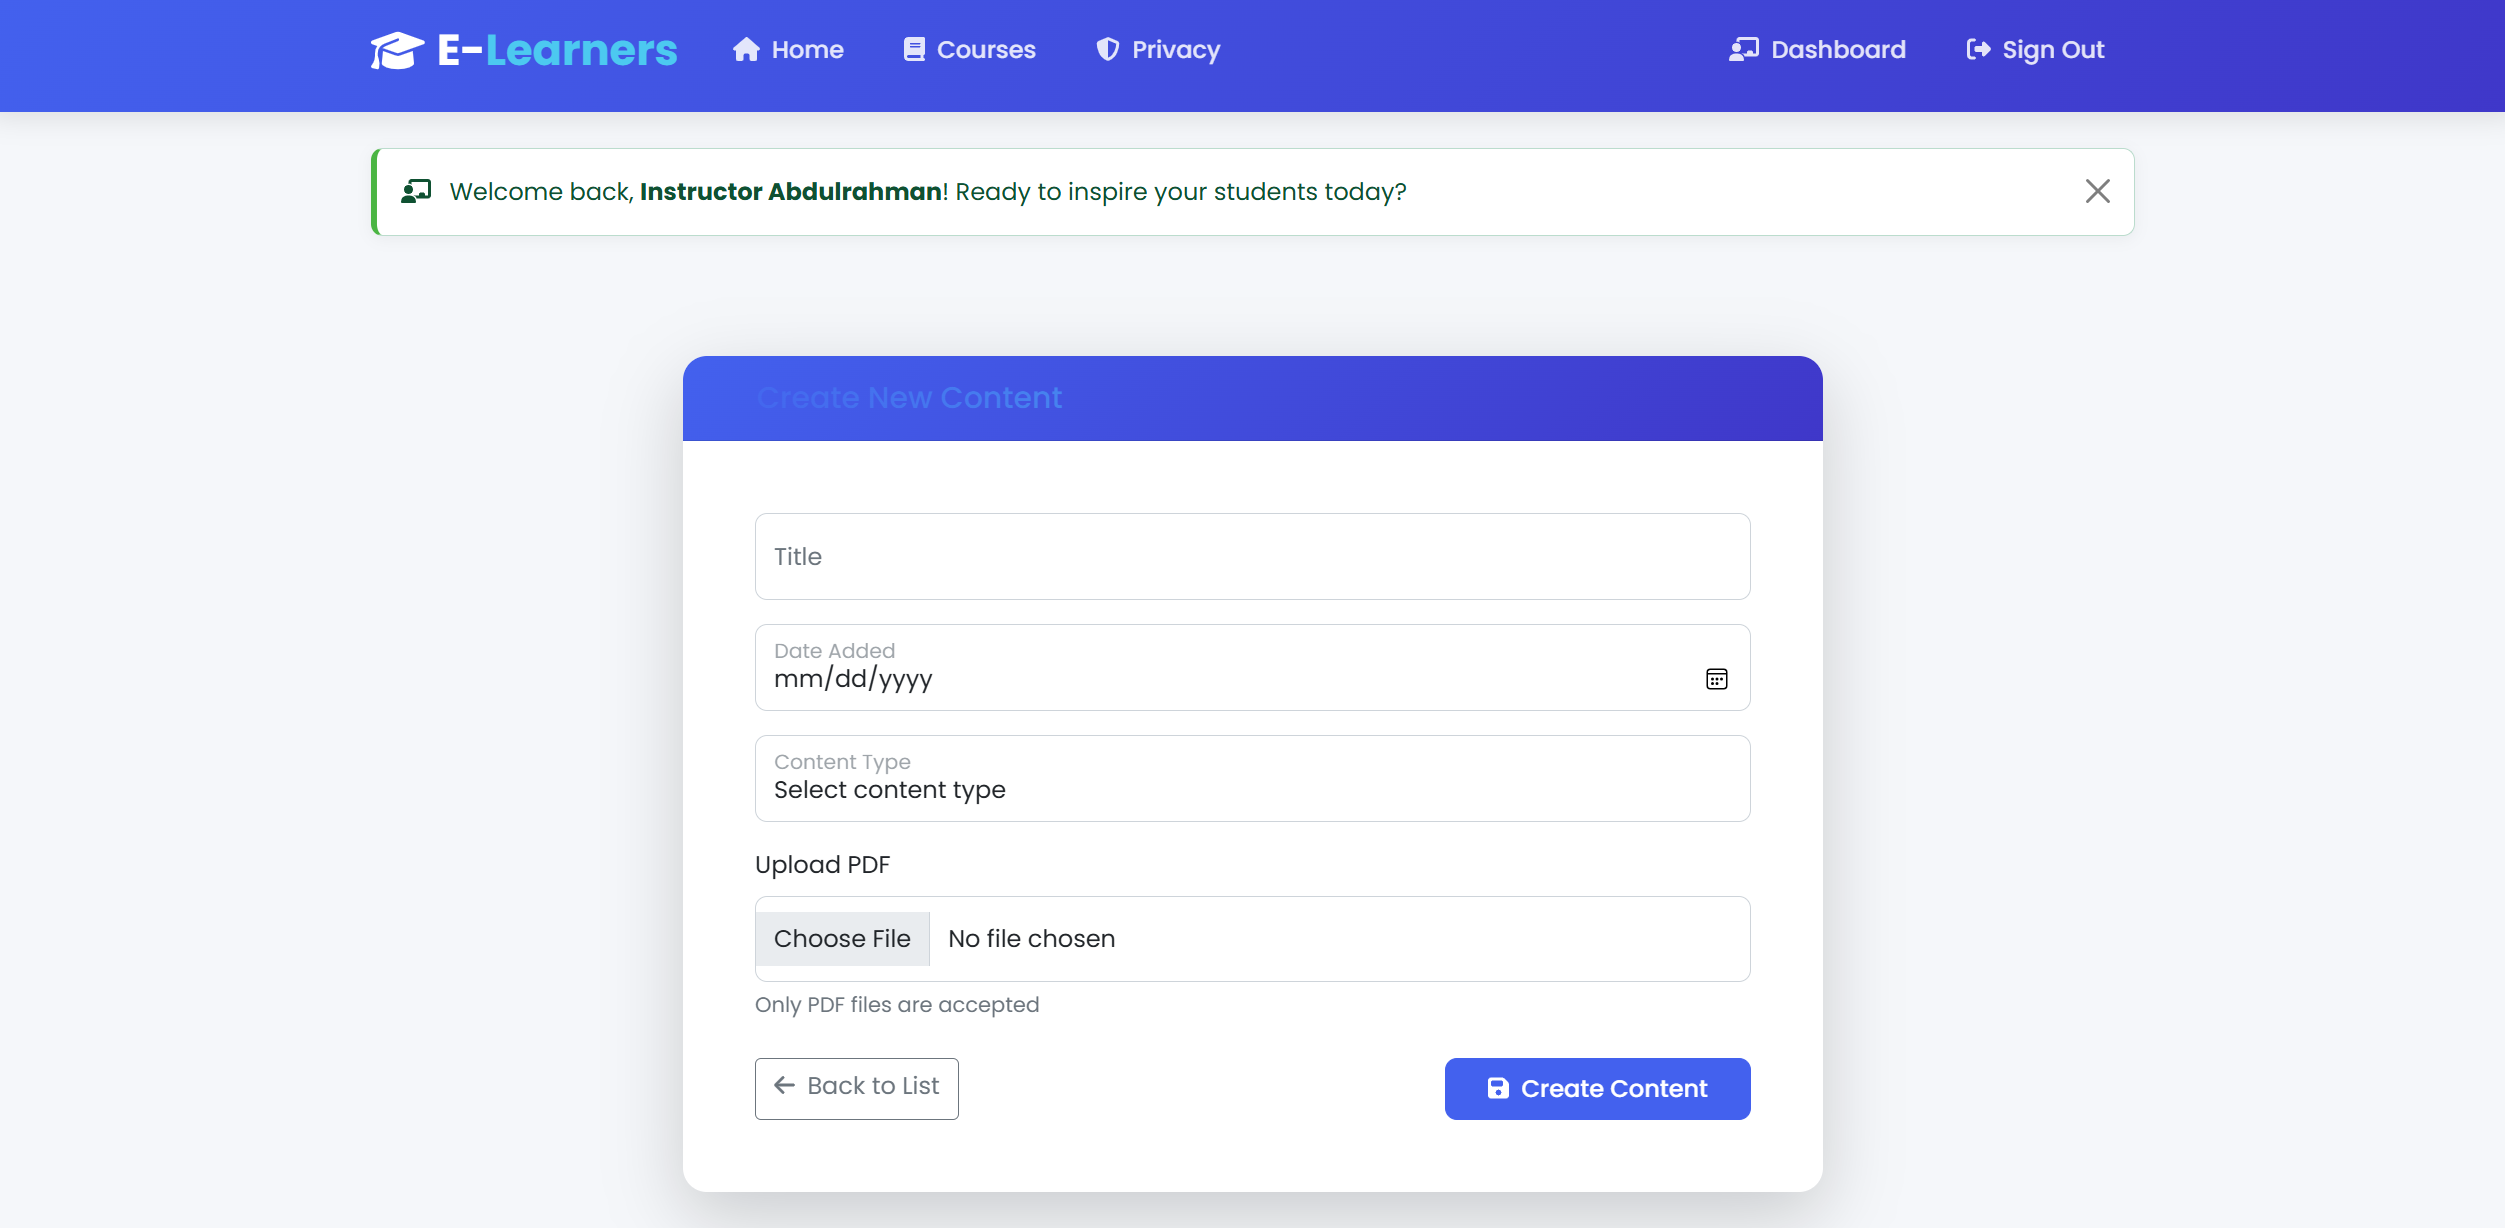 E-Learners Home Courses Privacy Dashboard Sign Out
Welcome back, Instructor Abdulrahman! Ready to inspire your students today?
Create New Content
Title
Date Added
mm/dd/yyyy
Content Type
Select content type
Upload PDF
Choose File No file chosen
Only PDF files are accepted
Back to List Create Content